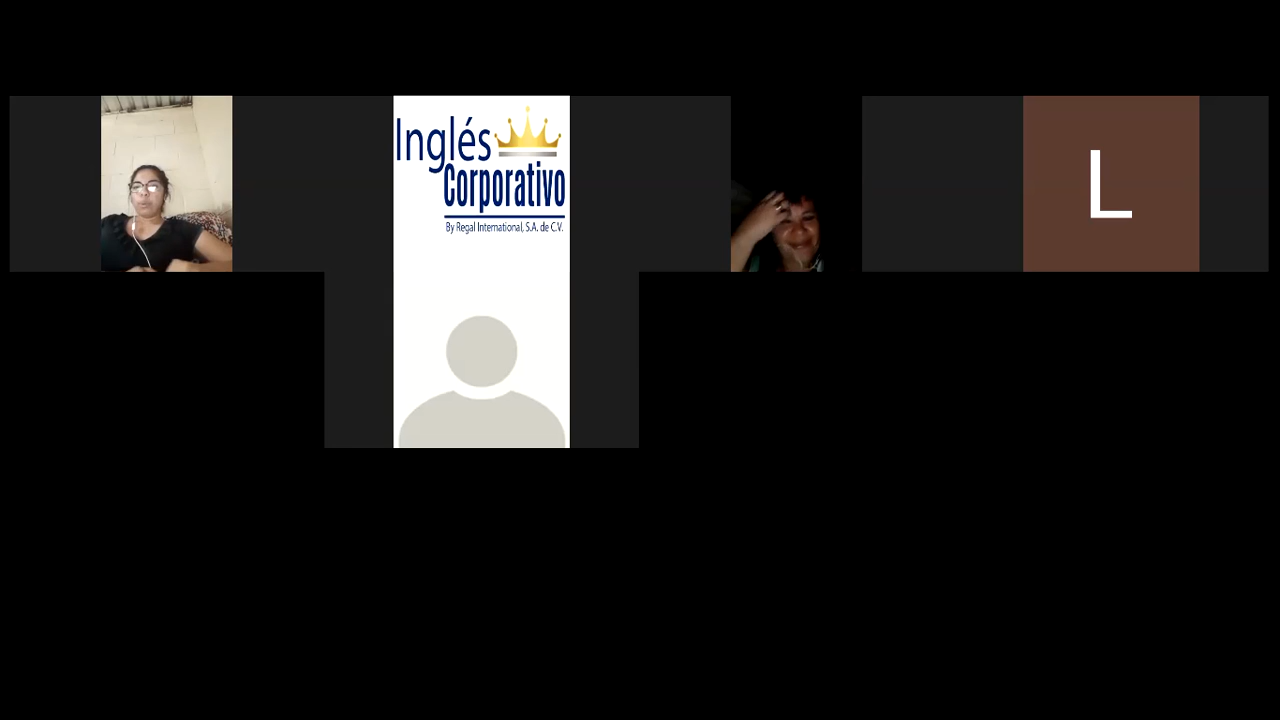 Inglés
Corporativo
By Regal International, S.A. de C.V.
L